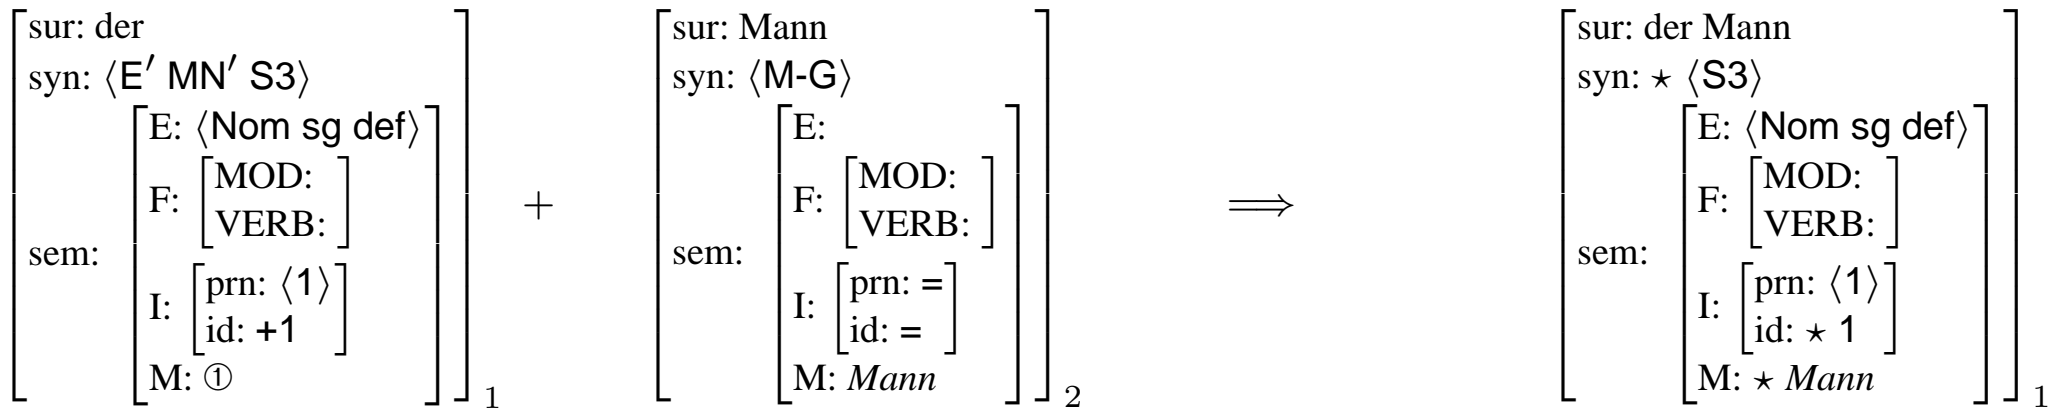 sur: der sur: Mann sur: der Mann
syn: ⟨E′ MN′ S3⟩ syn: ⟨M-G⟩ syn: ⋆ ⟨S3⟩
E: ⟨Nom sg def⟩ E: E: ⟨Nom sg def⟩
MOD: MOD: MOD:
F: F: F:
VERB: + VERB: ⟹ VERB:
sem: sem: sem:
prn: ⟨1⟩ prn: = prn: ⟨1⟩
I: I: I:
id: +1 id: = id: ⋆ 1
M: ① M: Mann M: ⋆ Mann
1 2 1